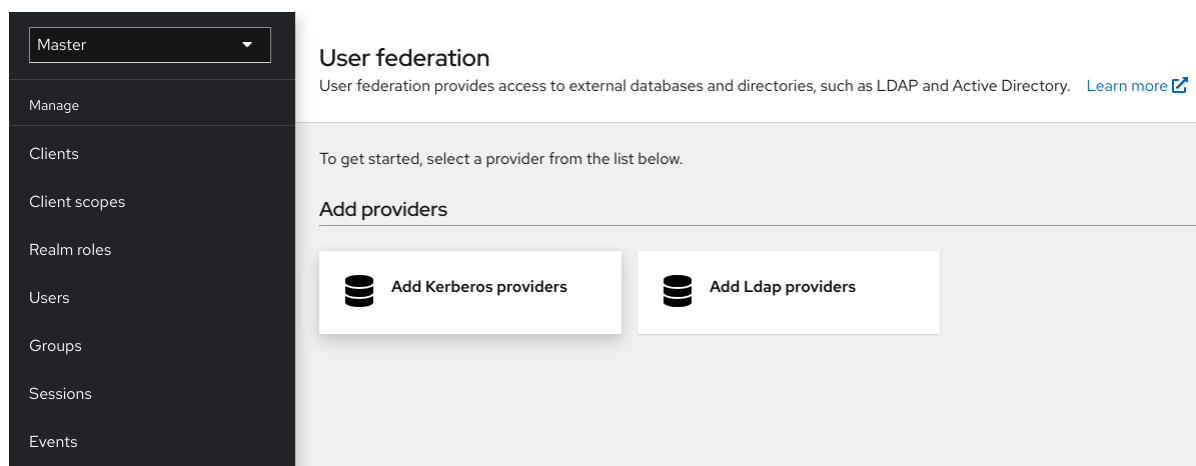 Master
Manage
Clients
Client scopes
Realm roles
Users
Groups
Sessions
Events
User federation
User federation provides access to external databases and directories, such as LDAP and Active Directory. Learn more
To get started, select a provider from the list below.
Add providers
Add Kerberos providers
Add Ldap providers